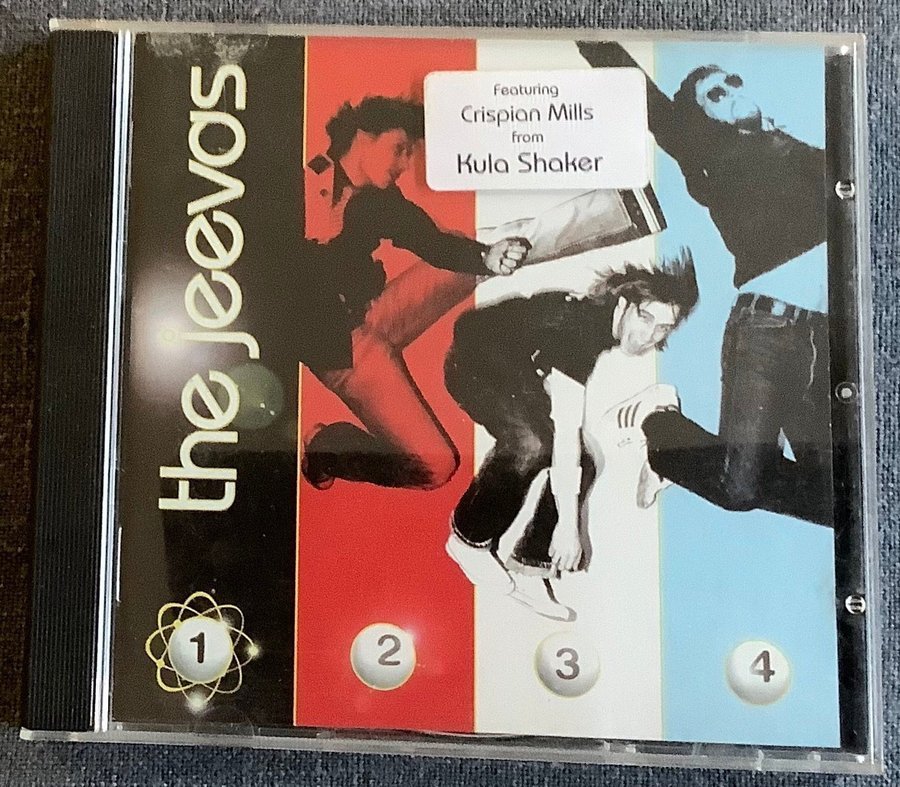 the jeevas
Featuring
Crispian Mills
from
Kula Shaker
1
2
3
4